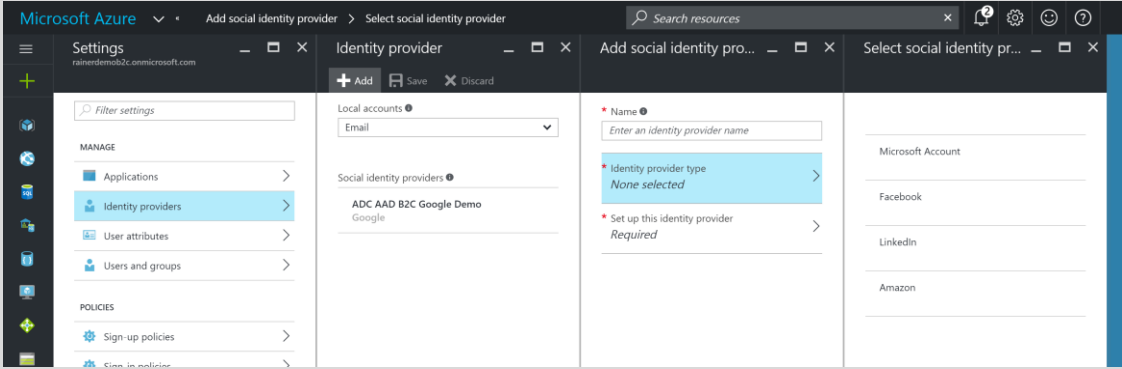 Microsoft Azure
Add social identity provider > Select social identity provider
Search resources
2
Settings
rainerdemob2c.onmicrosoft.com
Filter settings
MANAGE
Applications
Identity providers
User attributes
Users and groups
POLICIES
Sign-up policies
Sign-in policies
Identity provider
Add
Save
Discard
Local accounts
Email
Social identity providers
ADC AAD B2C Google Demo
Google
Add social identity pro...
* Name
Enter an identity provider name
* Identity provider type
None selected
* Set up this identity provider
Required
Select social identity pr...
Microsoft Account
Facebook
LinkedIn
Amazon
SQL